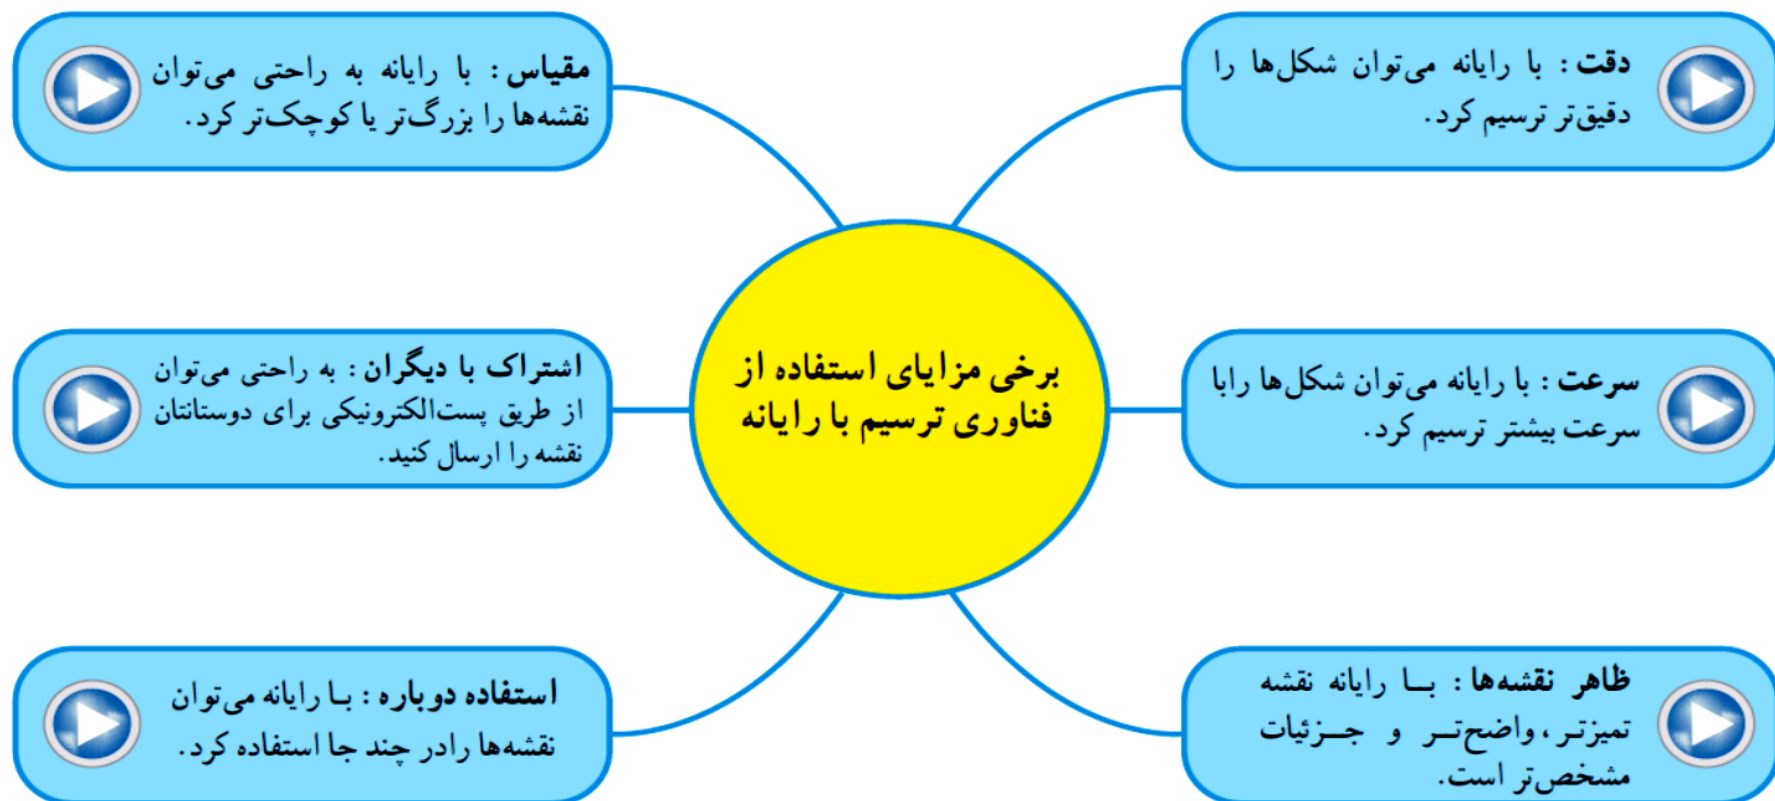 برخی مزایای استفاده از
فناوری ترسیم با رایانه
دقت : با رایانه می‌توان شکل‌ها را
دقیق‌تر ترسیم کرد.
سرعت : با رایانه می‌توان شکل‌ها رابا
سرعت بیشتر ترسیم کرد.
ظاهر نقشه‌ها : بــا رایانه نقشه
تمیزتـر، واضح‌تــر و جــزئیات
مشخص‌تر است.
مقیاس : با رایانه به راحتی می‌توان
نقشه‌ها را بزرگ‌تر یا کوچک‌تر کرد.
اشتراک با دیگران : به راحتی می‌توان
از طریق پست‌الکترونیکی برای دوستانتان
نقشه را ارسال کنید.
استفاده دوباره : بـا رایانه می‌توان
نقشه‌ها رادر چند جا استفاده کرد.